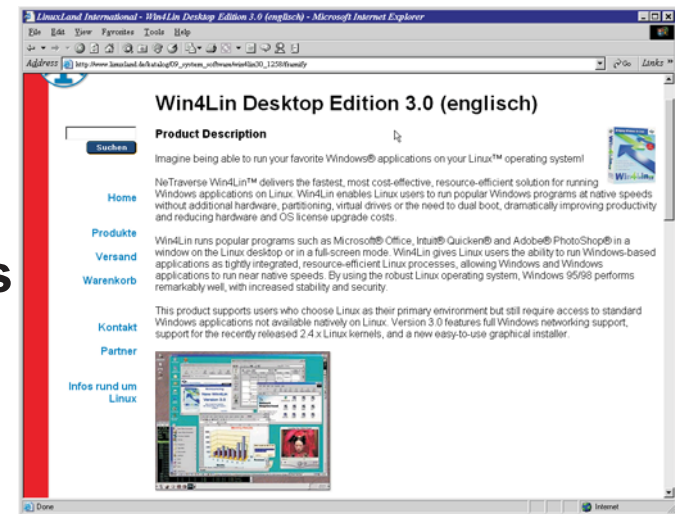 LinuxLand International - Win4Lin Desktop Edition 3.0 (englisch) - Microsoft Internet Explorer
File Edit View Favorites Tools Help
Address http://www.linuxland.de/katalog/09_system_software/win4lin30_1258/framify Go Links »
Win4Lin Desktop Edition 3.0 (englisch)
Suchen
Product Description
Imagine being able to run your favorite Windows® applications on your Linux™ operating system!
NeTraverse Win4Lin™ delivers the fastest, most cost-effective, resource-efficient solution for running
Windows applications on Linux. Win4Lin enables Linux users to run popular Windows programs at native speeds
without additional hardware, partitioning, virtual drives or the need to dual boot, dramatically improving productivity
and reducing hardware and OS license upgrade costs.
Win4Lin runs popular programs such as Microsoft® Office, Intuit® Quicken® and Adobe® PhotoShop® in a
window on the Linux desktop or in a full-screen mode. Win4Lin gives Linux users the ability to run Windows-based
applications as tightly integrated, resource-efficient Linux processes, allowing Windows and Windows
applications to run near native speeds. By using the robust Linux operating system, Windows 95/98 performs
remarkably well, with increased stability and security.
This product supports users who choose Linux as their primary environment but still require access to standard
Windows applications not available natively on Linux. Version 3.0 features full Windows networking support,
support for the recently released 2.4.x Linux kernels, and a new easy-to-use graphical installer.
Home
Produkte
Versand
Warenkorb
Kontakt
Partner
Infos rund um
Linux
s
Win4Lin
Done
Internet